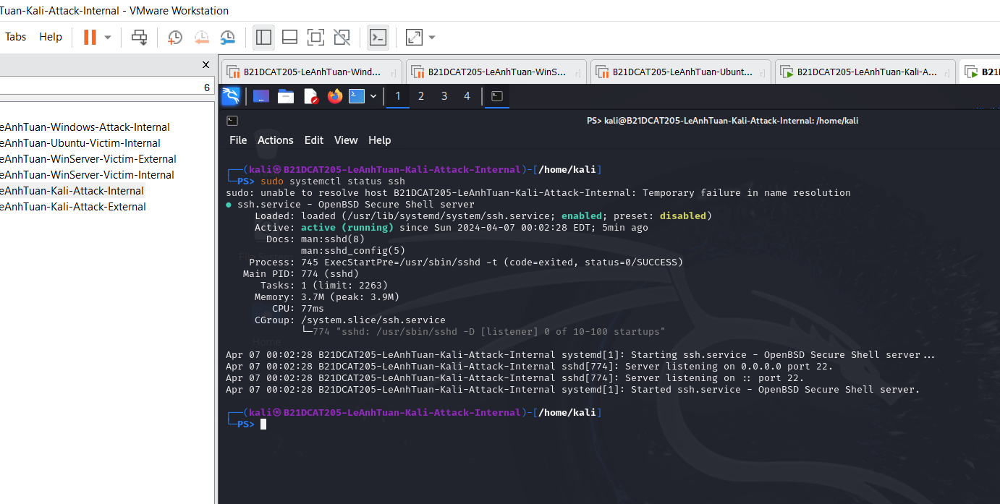 Tuan-Kali-Attack-Internal - VMware Workstation
Tabs Help
X
6
B21DCAT205-LeAnhTuan-Wind...
B21DCAT205-LeAnhTuan-WinS...
B21DCAT205-LeAnhTuan-Ubunt...
B21DCAT205-LeAnhTuan-Kali-A...
B21
eAnhTuan-Windows-Attack-Internal
eAnhTuan-Ubuntu-Victim-Internal
eAnhTuan-WinServer-Victim-External
eAnhTuan-WinServer-Victim-Internal
eAnhTuan-Kali-Attack-Internal
eAnhTuan-Kali-Attack-External
1 2 3 4
PS> kali@B21DCAT205-LeAnhTuan-Kali-Attack-Internal: /home/kali
File Actions Edit View Help
┌──(kali㉿B21DCAT205-LeAnhTuan-Kali-Attack-Internal)-[/home/kali]
└─PS> sudo systemctl status ssh
sudo: unable to resolve host B21DCAT205-LeAnhTuan-Kali-Attack-Internal: Temporary failure in name resolution
● ssh.service - OpenBSD Secure Shell server
Loaded: loaded (/usr/lib/systemd/system/ssh.service; enabled; preset: disabled)
Active: active (running) since Sun 2024-04-07 00:02:28 EDT; 5min ago
Docs: man:sshd(8)
man:sshd_config(5)
Process: 745 ExecStartPre=/usr/sbin/sshd -t (code=exited, status=0/SUCCESS)
Main PID: 774 (sshd)
Tasks: 1 (limit: 2263)
Memory: 3.7M (peak: 3.9M)
CPU: 77ms
CGroup: /system.slice/ssh.service
└─774 "sshd: /usr/sbin/sshd -D [listener] 0 of 10-100 startups"
Home
Apr 07 00:02:28 B21DCAT205-LeAnhTuan-Kali-Attack-Internal systemd[1]: Starting ssh.service - OpenBSD Secure Shell server...
Apr 07 00:02:28 B21DCAT205-LeAnhTuan-Kali-Attack-Internal sshd[774]: Server listening on 0.0.0.0 port 22.
Apr 07 00:02:28 B21DCAT205-LeAnhTuan-Kali-Attack-Internal sshd[774]: Server listening on :: port 22.
Apr 07 00:02:28 B21DCAT205-LeAnhTuan-Kali-Attack-Internal systemd[1]: Started ssh.service - OpenBSD Secure Shell server.
┌──(kali㉿B21DCAT205-LeAnhTuan-Kali-Attack-Internal)-[/home/kali]
└─PS>